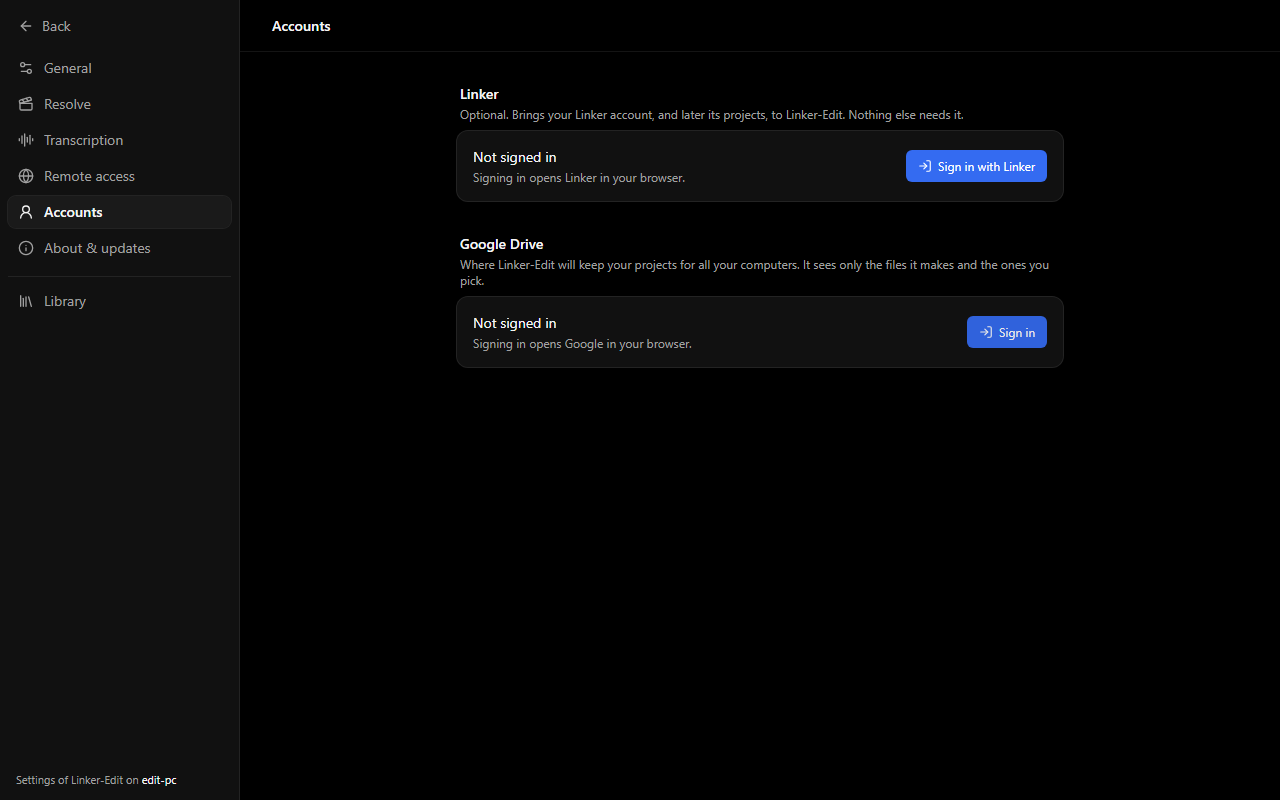 Back
General
Resolve
Transcription
Remote access
Accounts
About & updates
Library
Settings of Linker-Edit on edit-pc
Accounts
Linker
Optional. Brings your Linker account, and later its projects, to Linker-Edit. Nothing else needs it.
Not signed in
Signing in opens Linker in your browser.
Sign in with Linker
Google Drive
Where Linker-Edit will keep your projects for all your computers. It sees only the files it makes and the ones you
pick.
Not signed in
Signing in opens Google in your browser.
Sign in